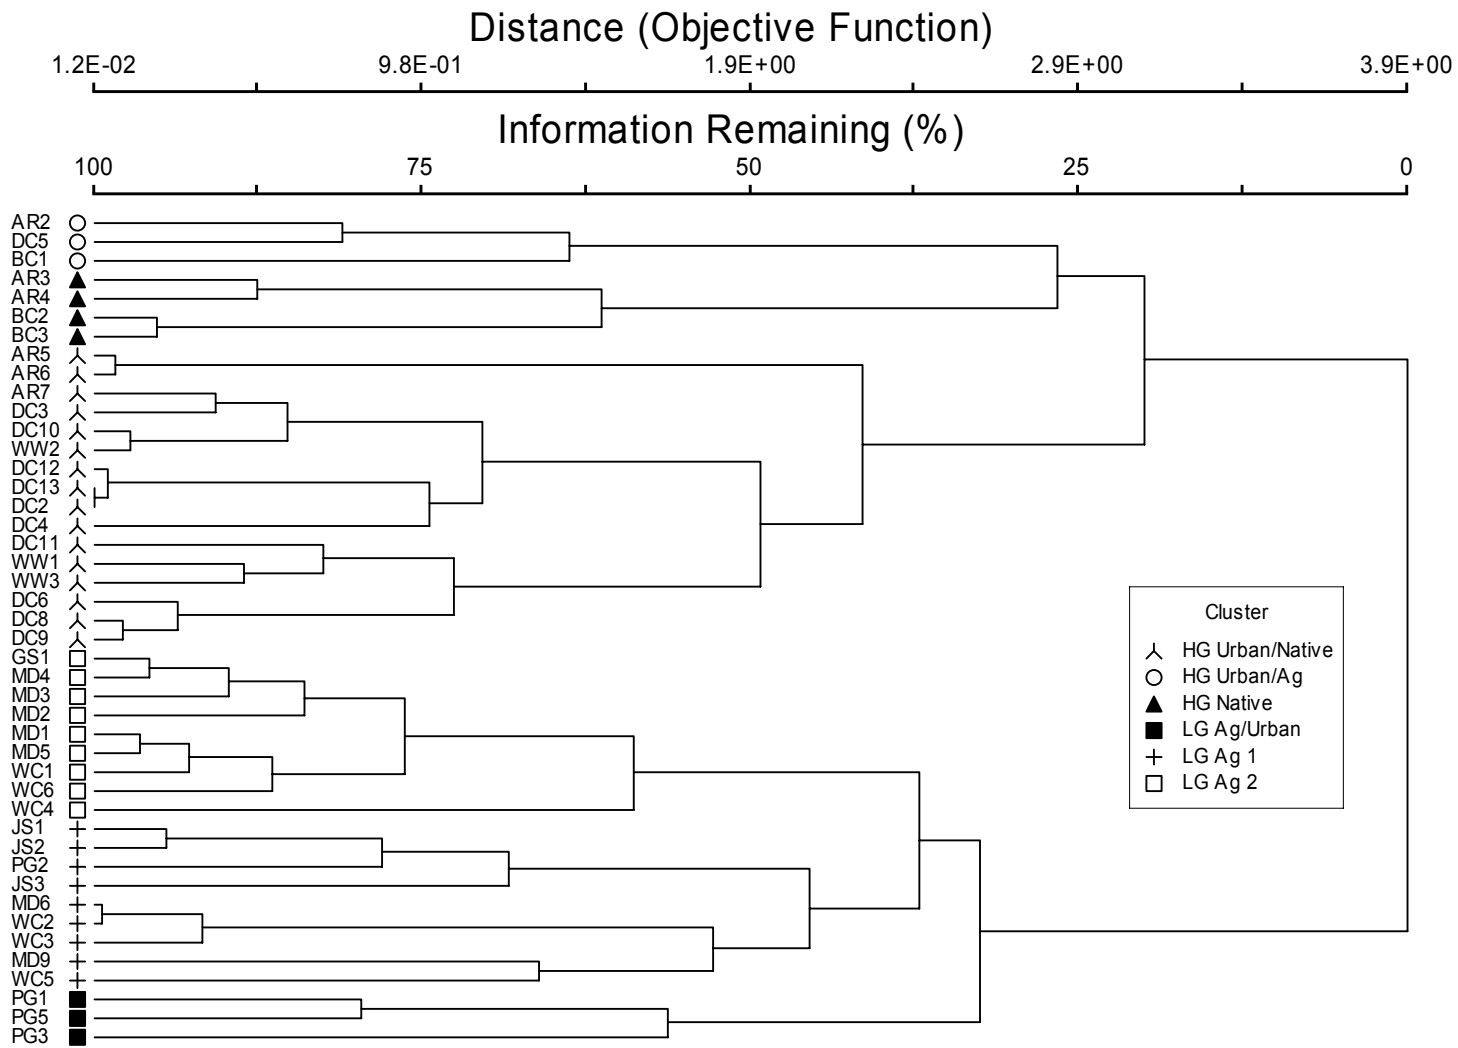 Distance (Objective Function)
1.2E-02 9.8E-01 1.9E+00 2.9E+00 3.9E+00
Information Remaining (%)
100 75 50 25 0
AR2
DC5
BC1
AR3
AR4
BC2
BC3
AR5
AR6
AR7
DC3
DC10
WW2
DC12
DC13
DC2
DC4
DC11
WW1
WW3
DC6
DC8
DC9
GS1
MD4
MD3
MD2
MD1
MD5
WC1
WC6
WC4
JS1
JS2
PG2
JS3
MD6
WC2
WC3
MD9
WC5
PG1
PG5
PG3
Cluster
HG Urban/Native
HG Urban/Ag
HG Native
LG Ag/Urban
LG Ag 1
LG Ag 2